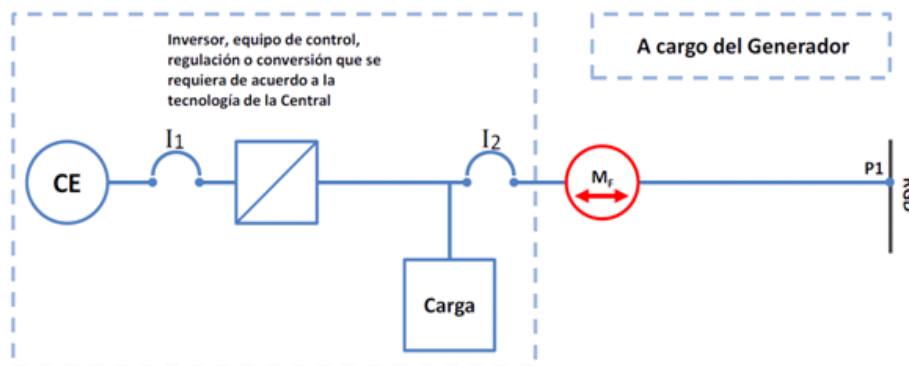 Inversor, equipo de control,
regulación o conversión que se
requiera de acuerdo a la
tecnología de la Central
A cargo del Generador
CE
I1
I2
MF
P1
RGD
Carga